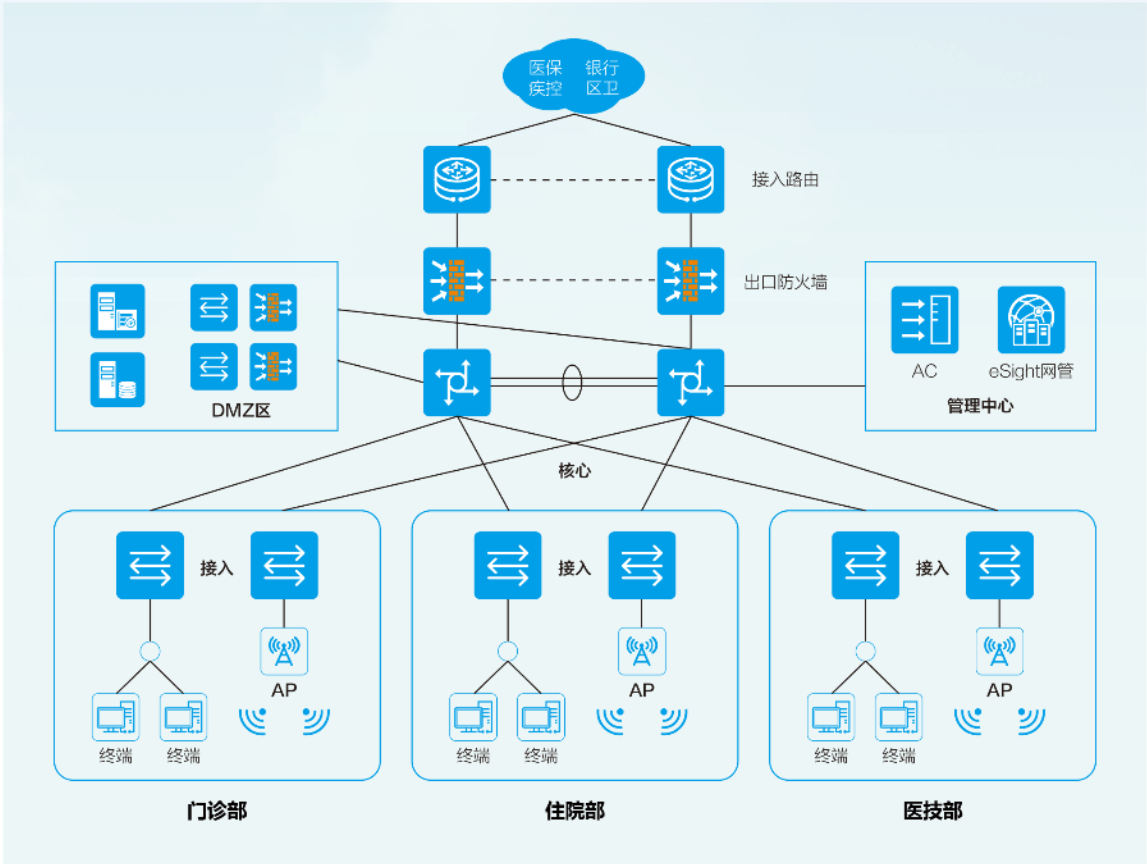 医保 银行
疾控 区卫
接入路由
出口防火墙
DMZ区
AC
eSight网管
管理中心
核心
接入
接入
接入
AP
AP
AP
终端
终端
终端
终端
终端
终端
门诊部
住院部
医技部